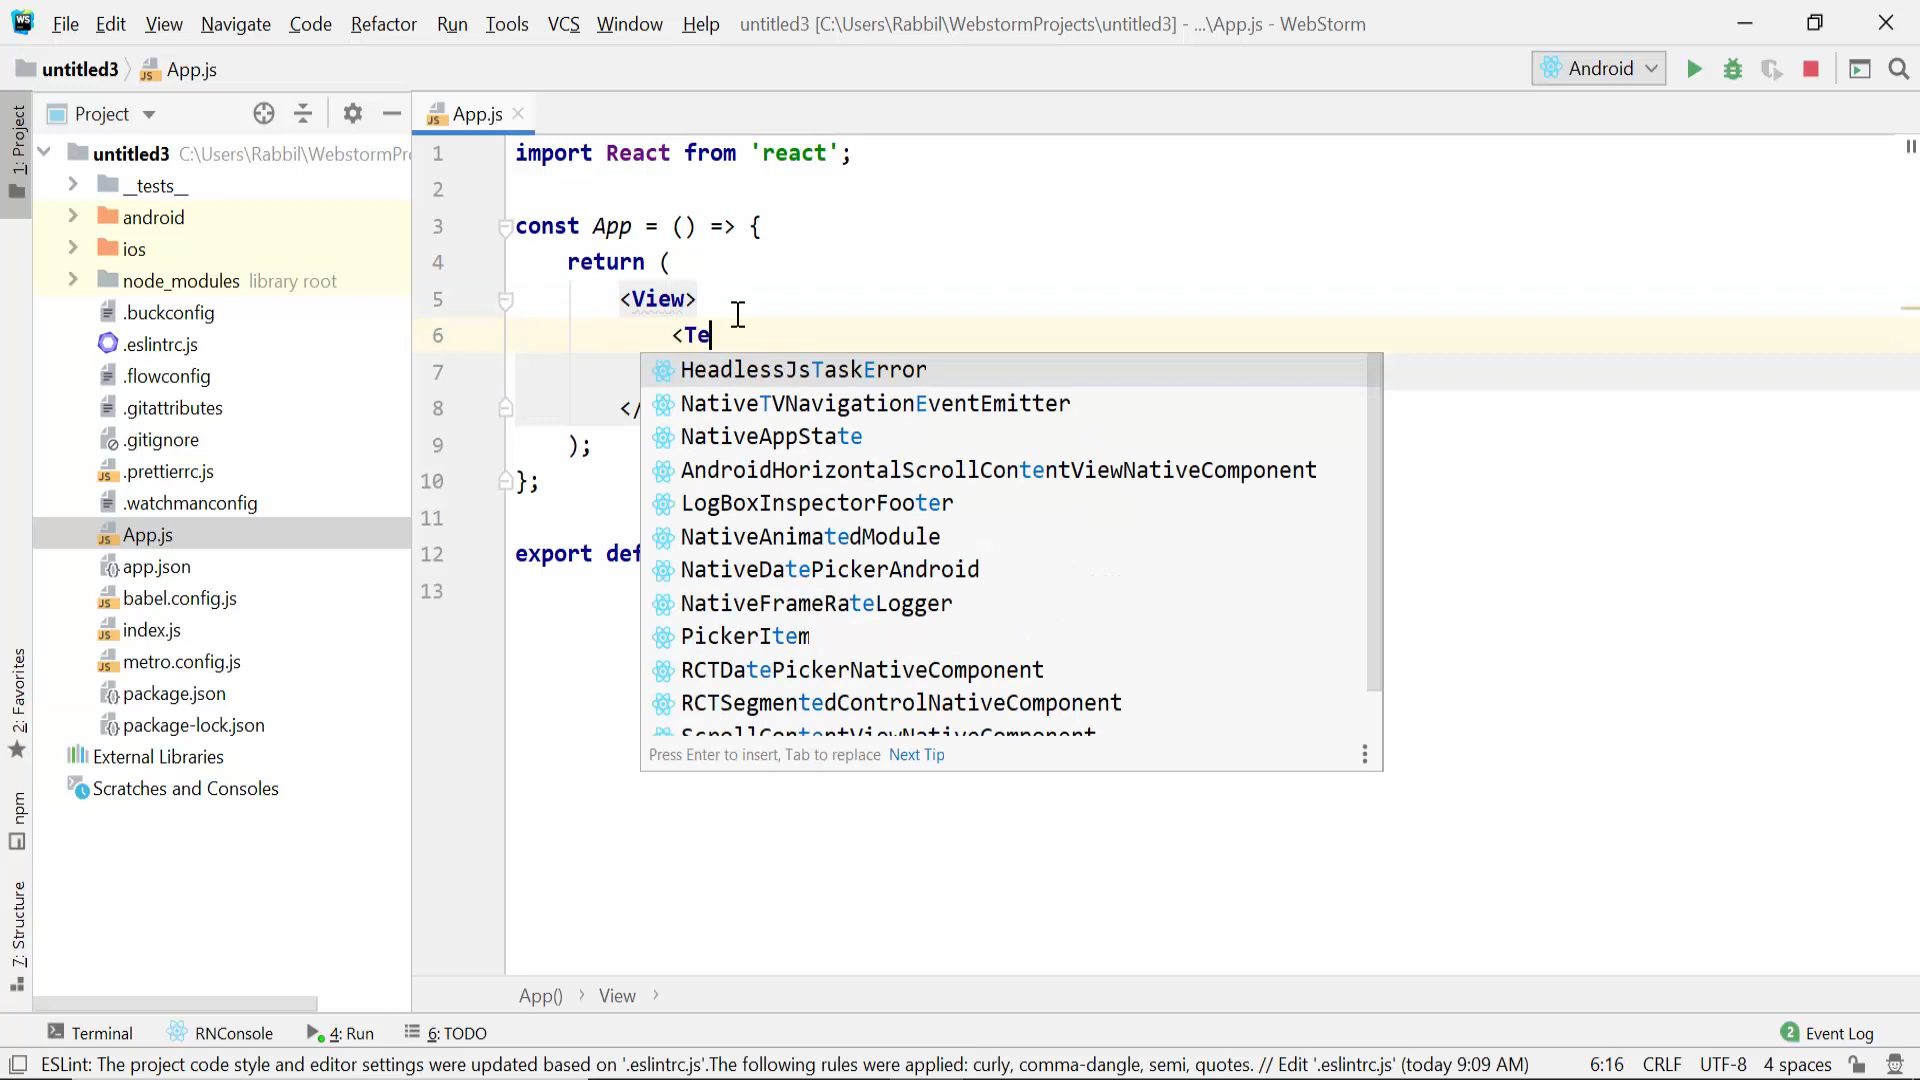 WS File Edit View Navigate Code Refactor Run Tools VCS Window Help untitled3 [C:\Users\Rabbil\WebstormProjects\untitled3] - ...\App.js - WebStorm
untitled3 App.js Android
Project App.js
1: Project
untitled3 C:\Users\Rabbil\WebstormPr
__tests__
android
ios
node_modules library root
.buckconfig
.eslintrc.js
.flowconfig
.gitattributes
.gitignore
.prettierrc.js
.watchmanconfig
App.js
app.json
babel.config.js
index.js
metro.config.js
package.json
package-lock.json
External Libraries
Scratches and Consoles
2: Favorites
npm
7: Structure
1 import React from 'react';
2
3 const App = () => {
4 return (
5 <View>
6 <Te
7
8 </
9 );
10 };
11
12 export def
13
HeadlessJsTaskError
NativeTVNavigationEventEmitter
NativeAppState
AndroidHorizontalScrollContentViewNativeComponent
LogBoxInspectorFooter
NativeAnimatedModule
NativeDatePickerAndroid
NativeFrameRateLogger
PickerItem
RCTDatePickerNativeComponent
RCTSegmentedControlNativeComponent
ScrollContentViewNativeComponent
Press Enter to insert, Tab to replace Next Tip
App() View
Terminal RNConsole 4: Run 6: TODO 2 Event Log
ESLint: The project code style and editor settings were updated based on '.eslintrc.js'.The following rules were applied: curly, comma-dangle, semi, quotes. // Edit '.eslintrc.js' (today 9:09 AM) 6:16 CRLF UTF-8 4 spaces